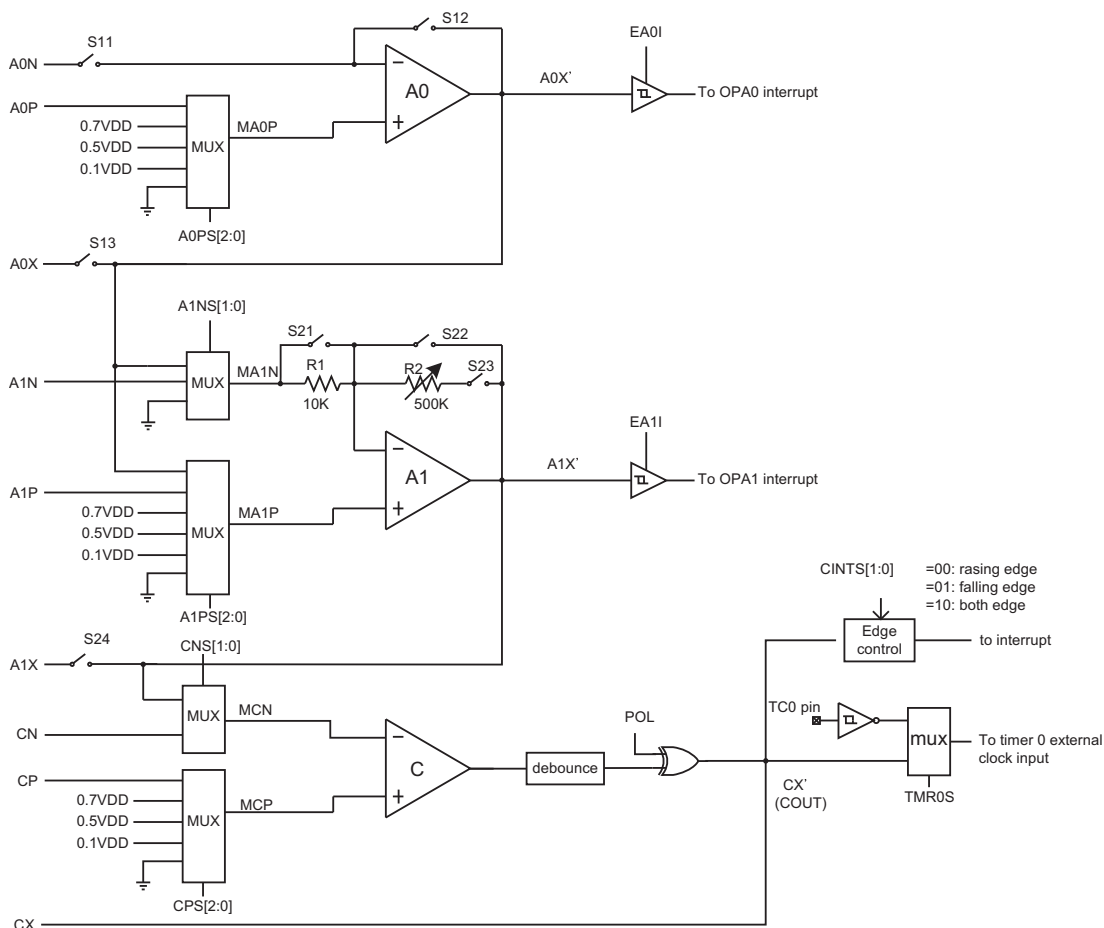 S12
S11
EA0I
A0N
−
A0
A0X'
To OPA0 interrupt
A0P
0.7VDD
MA0P
+
0.5VDD
MUX
0.1VDD
A0PS[2:0]
S13
A0X
A1NS[1:0]
S21
S22
R1
R2
S23
A1N
MUX
MA1N
10K
500K
EA1I
−
A1
A1X'
To OPA1 interrupt
A1P
0.7VDD
MA1P
+
0.5VDD
MUX
0.1VDD
CINTS[1:0]
=00: rasing edge
=01: falling edge
=10: both edge
A1PS[2:0]
S24
CNS[1:0]
Edge
control
to interrupt
A1X
MUX
MCN
TC0 pin
CN
−
POL
mux
To timer 0 external
clock input
C
debounce
CP
0.7VDD
MCP
+
CX'
(COUT)
TMR0S
0.5VDD
MUX
0.1VDD
CPS[2:0]
CX